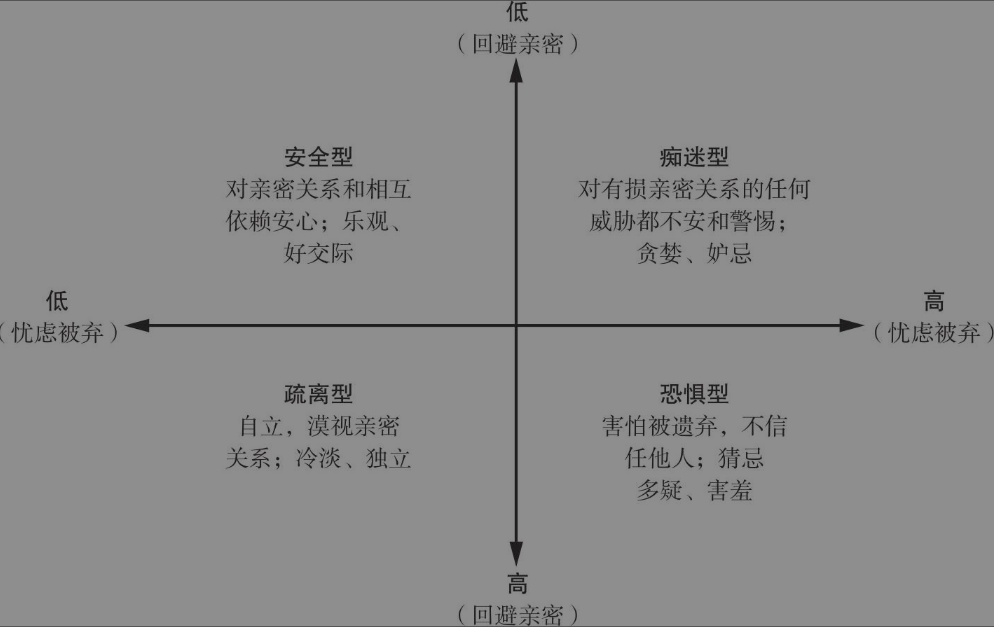 低
（回避亲密）
安全型
对亲密关系和相互
依赖安心；乐观、
好交际
痴迷型
对有损亲密关系的任何
威胁都不安和警惕；
贪婪、妒忌
低
（忧虑被弃）
高
（忧虑被弃）
疏离型
自立，漠视亲密
关系；冷淡、独立
恐惧型
害怕被遗弃，不信
任他人；猜忌
多疑、害羞
高
（回避亲密）